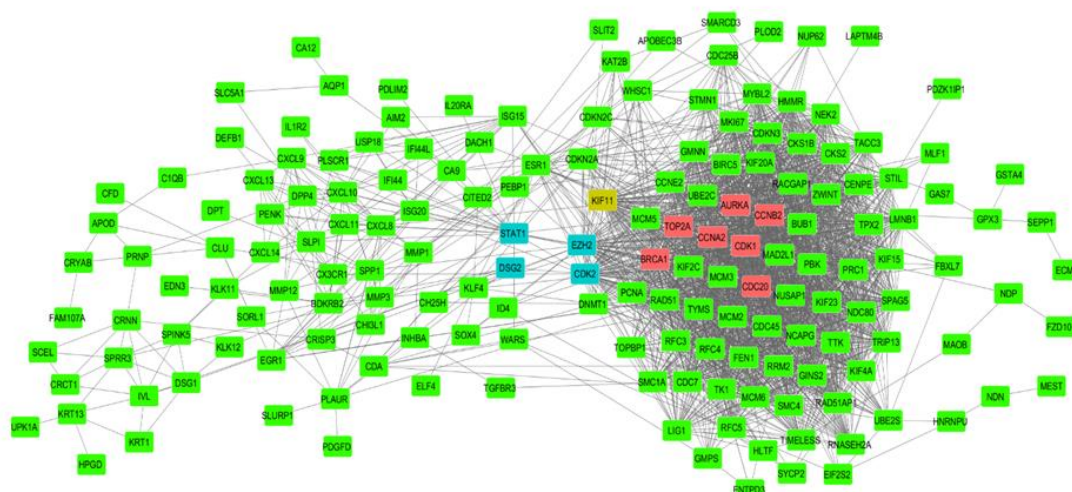 SLIT2
SMARCD3
APOBEC3B
PLOD2
NUP62
LAPTM4B
CA12
CDC25B
KAT2B
AQP1
SLC5A1
WHSC1
MYBL2
HMMR
PDLIM2
STMN1
NEK2
PDZK1IP1
IL20RA
AIM2
ISG15
CDKN2C
MKI67
CDKN3
DEFB1
IL1R2
USP18
DACH1
CKS1B
TACC3
IFI44L
GMNN
CKS2
MLF1
CXCL9
PLSCR1
ESR1
CDKN2A
BIRC5
KIF20A
CA9
STIL
GSTA4
C1QB
CXCL13
IFI44
PEBP1
CCNE2
RACGAP1
CENPE
DPP4
CXCL10
CITED2
UBE2C
ZWINT
GAS7
CFD
KIF11
AURKA
DPT
PENK
ISG20
MCM5
CCNB2
LMNB1
GPX3
SEPP1
APOD
CXCL11
CXCL8
TOP2A
BUB1
TPX2
STAT1
CCNA2
CLU
SLPI
EZH2
CDK1
MAD2L1
PRNP
CXCL14
MMP1
BRCA1
CRYAB
CX3CR1
SPP1
DSG2
KIF2C
PBK
PRC1
KIF15
FBXL7
CDK2
MCM3
ECM
EDN3
KLK11
MMP12
BDKRB2
MMP3
CH25H
KLF4
PCNA
CDC20
NUSAP1
DNMT1
RAD51
KIF23
SPAG5
NDP
FAM107A
SORL1
ID4
TYMS
MCM2
NDC80
CRNN
CHI3L1
CDC45
FZD10
SPINK5
CRISP3
INHBA
SOX4
WARS
TOPBP1
RFC3
NCAPG
TTK
TRIP13
MAOB
SCEL
SPRR3
KLK12
EGR1
RFC4
FEN1
CDA
RRM2
KIF4A
CRCT1
DSG1
ELF4
TGFBR3
SMC1A
CDC7
GINS2
IVL
PLAUR
TK1
MCM6
SMC4
RAD51AP1
MEST
NDN
KRT13
SLURP1
UBE2S
HNRNPU
UPK1A
KRT1
LIG1
RFC5
TIMELESS
PDGFD
HLTF
RNASEH2A
HPGD
GMPS
SYCP2
EIF2S2
ENTPD3